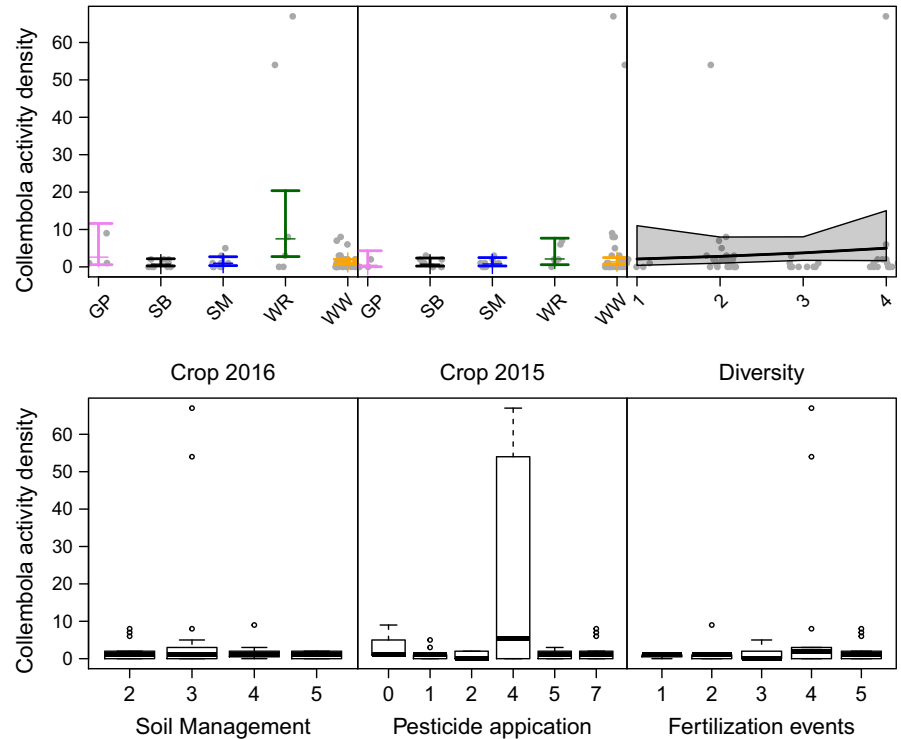 Collembola activity density
60
50
40
30
20
10
0
GP SB SM WR WW
GP SB SM WR WW
1 2 3 4
Crop 2016
Crop 2015
Diversity
Collembola activity density
60
50
40
30
20
10
0
2 3 4 5
0 1 2 4 5 7
1 2 3 4 5
Soil Management
Pesticide appication
Fertilization events